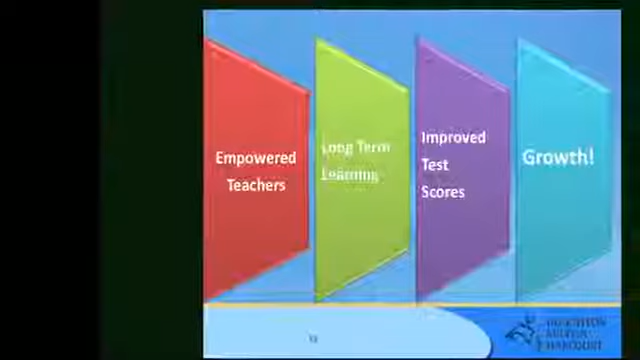 Empowered
Teachers
Long Term
Learning
Improved
Test
Scores
Growth!
HOUGHTON
MIFFLIN
HARCOURT